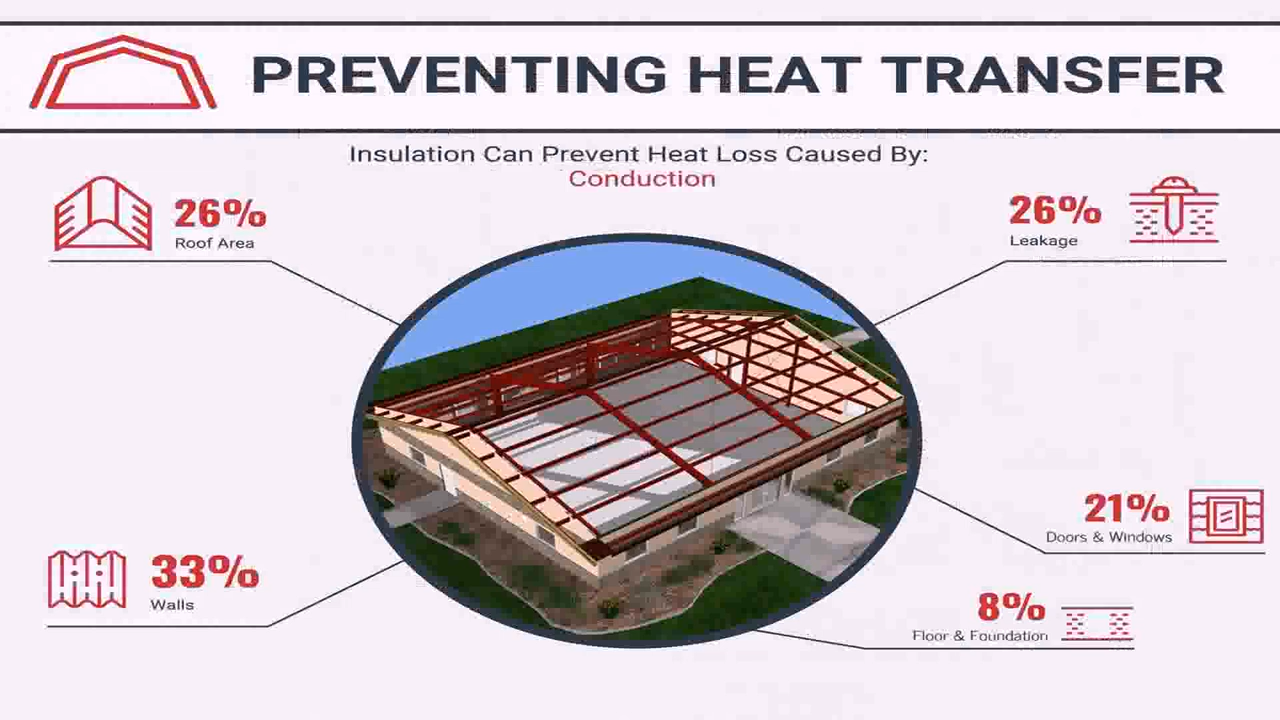 PREVENTING HEAT TRANSFER
Insulation Can Prevent Heat Loss Caused By:
Conduction
26%
Roof Area
26%
Leakage
33%
Walls
21%
Doors & Windows
8%
Floor & Foundation